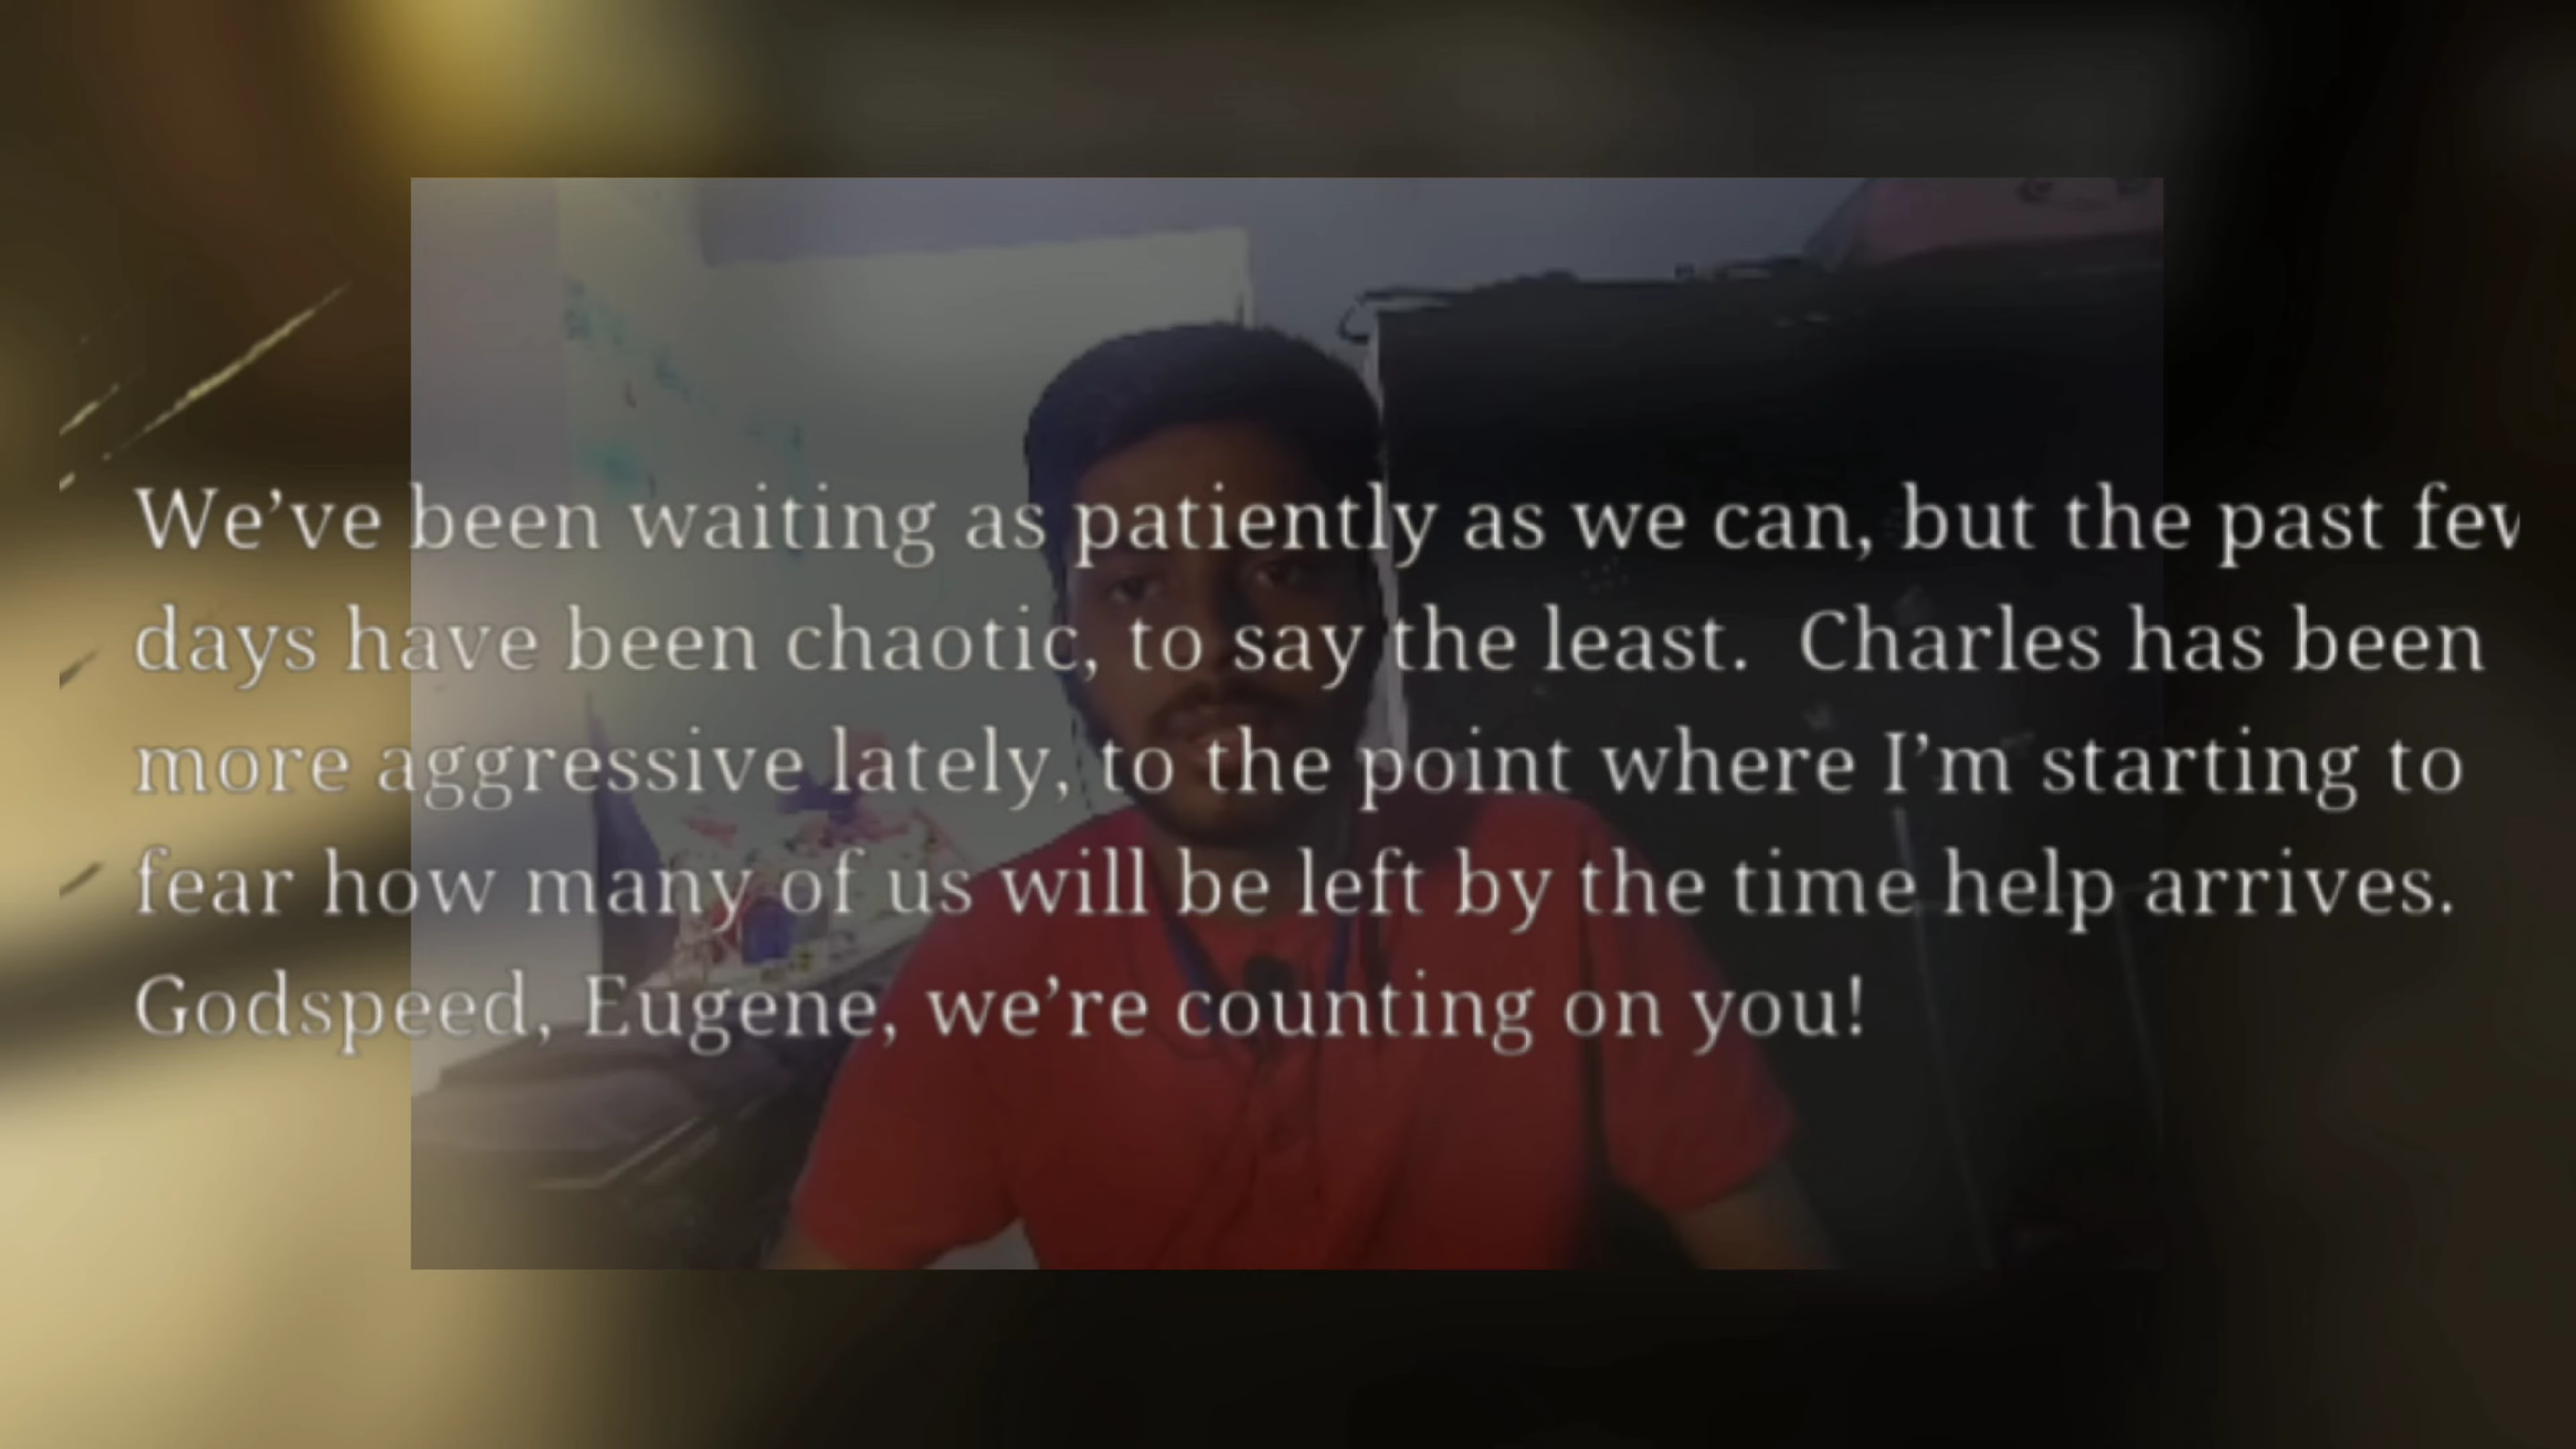 We’ve been waiting as patiently as we can, but the past few
days have been chaotic, to say the least.  Charles has been
more aggressive lately, to the point where I’m starting to
fear how many of us will be left by the time help arrives.
Godspeed, Eugene, we’re counting on you!